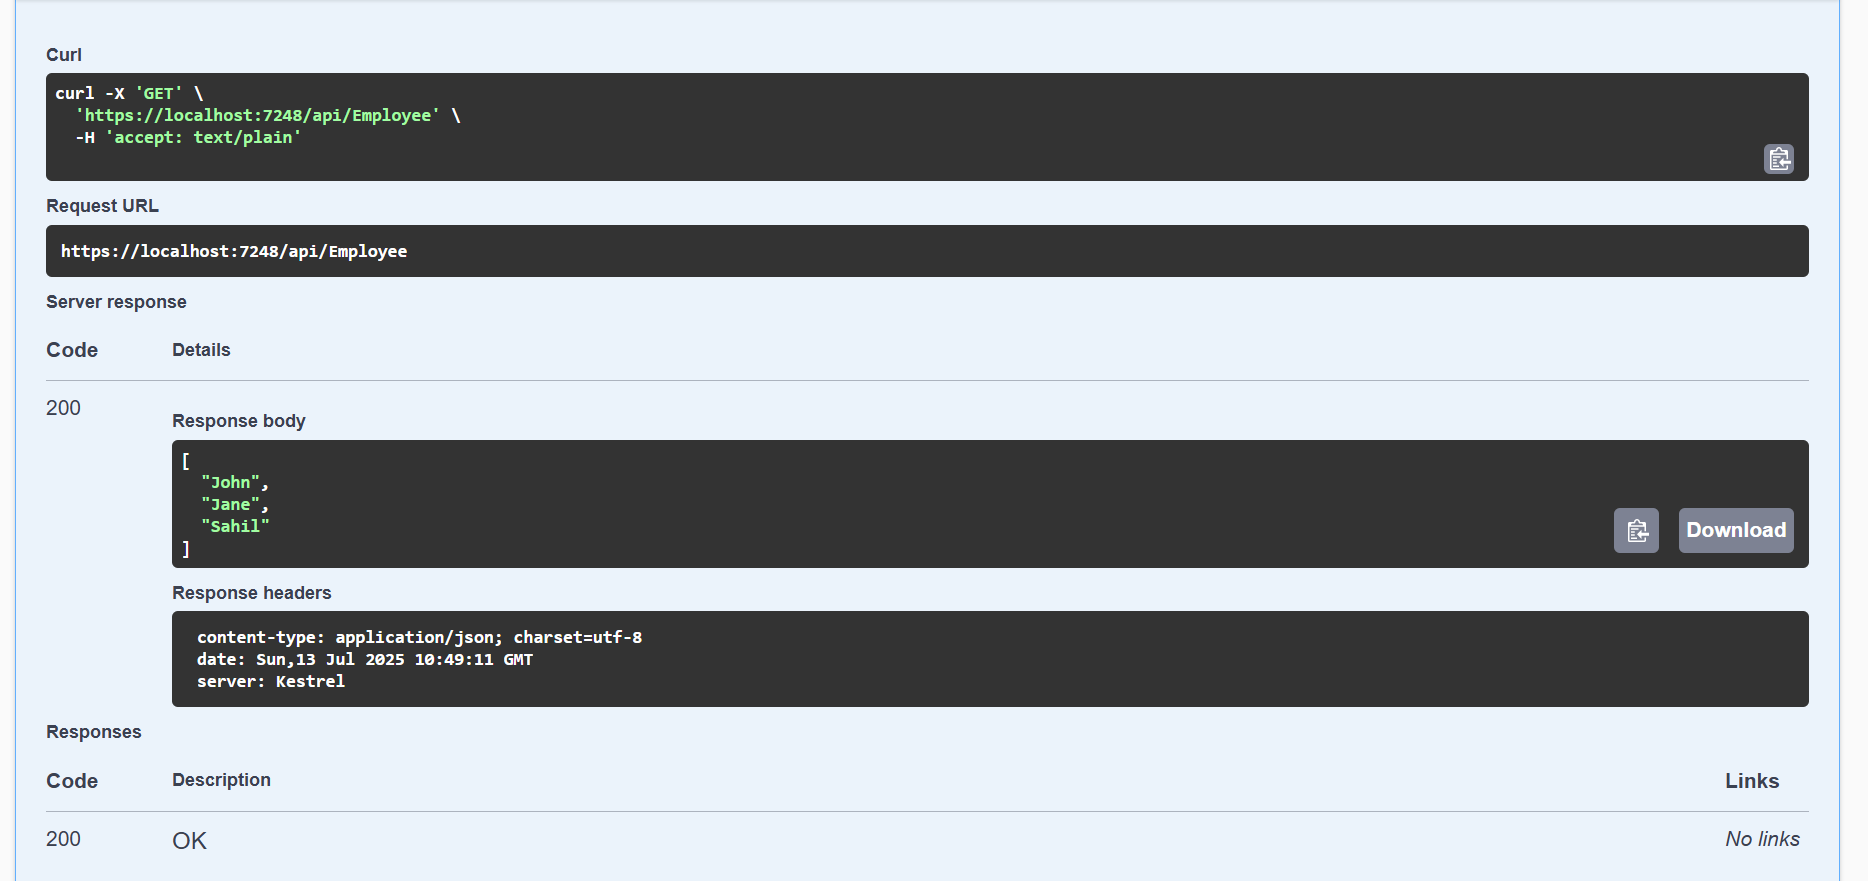 Curl
curl -X 'GET' \
  'https://localhost:7248/api/Employee' \
  -H 'accept: text/plain'
Request URL
https://localhost:7248/api/Employee
Server response
Code Details
200
Response body
[
  "John",
  "Jane",
  "Sahil"
]
Download
Response headers
content-type: application/json; charset=utf-8
date: Sun,13 Jul 2025 10:49:11 GMT
server: Kestrel
Responses
Code Description Links
200 OK No links